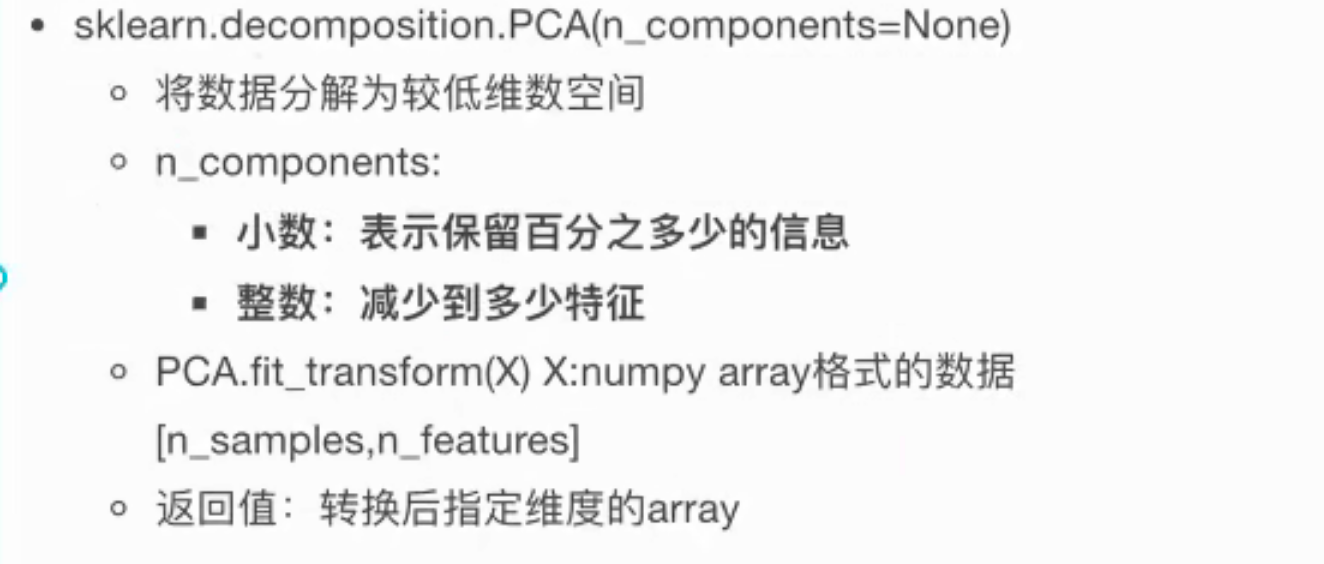 sklearn.decomposition.PCA(n_components=None)
将数据分解为较低维数空间
n_components:
小数：表示保留百分之多少的信息
整数：减少到多少特征
PCA.fit_transform(X) X:numpy array格式的数据
[n_samples,n_features]
返回值：转换后指定维度的array